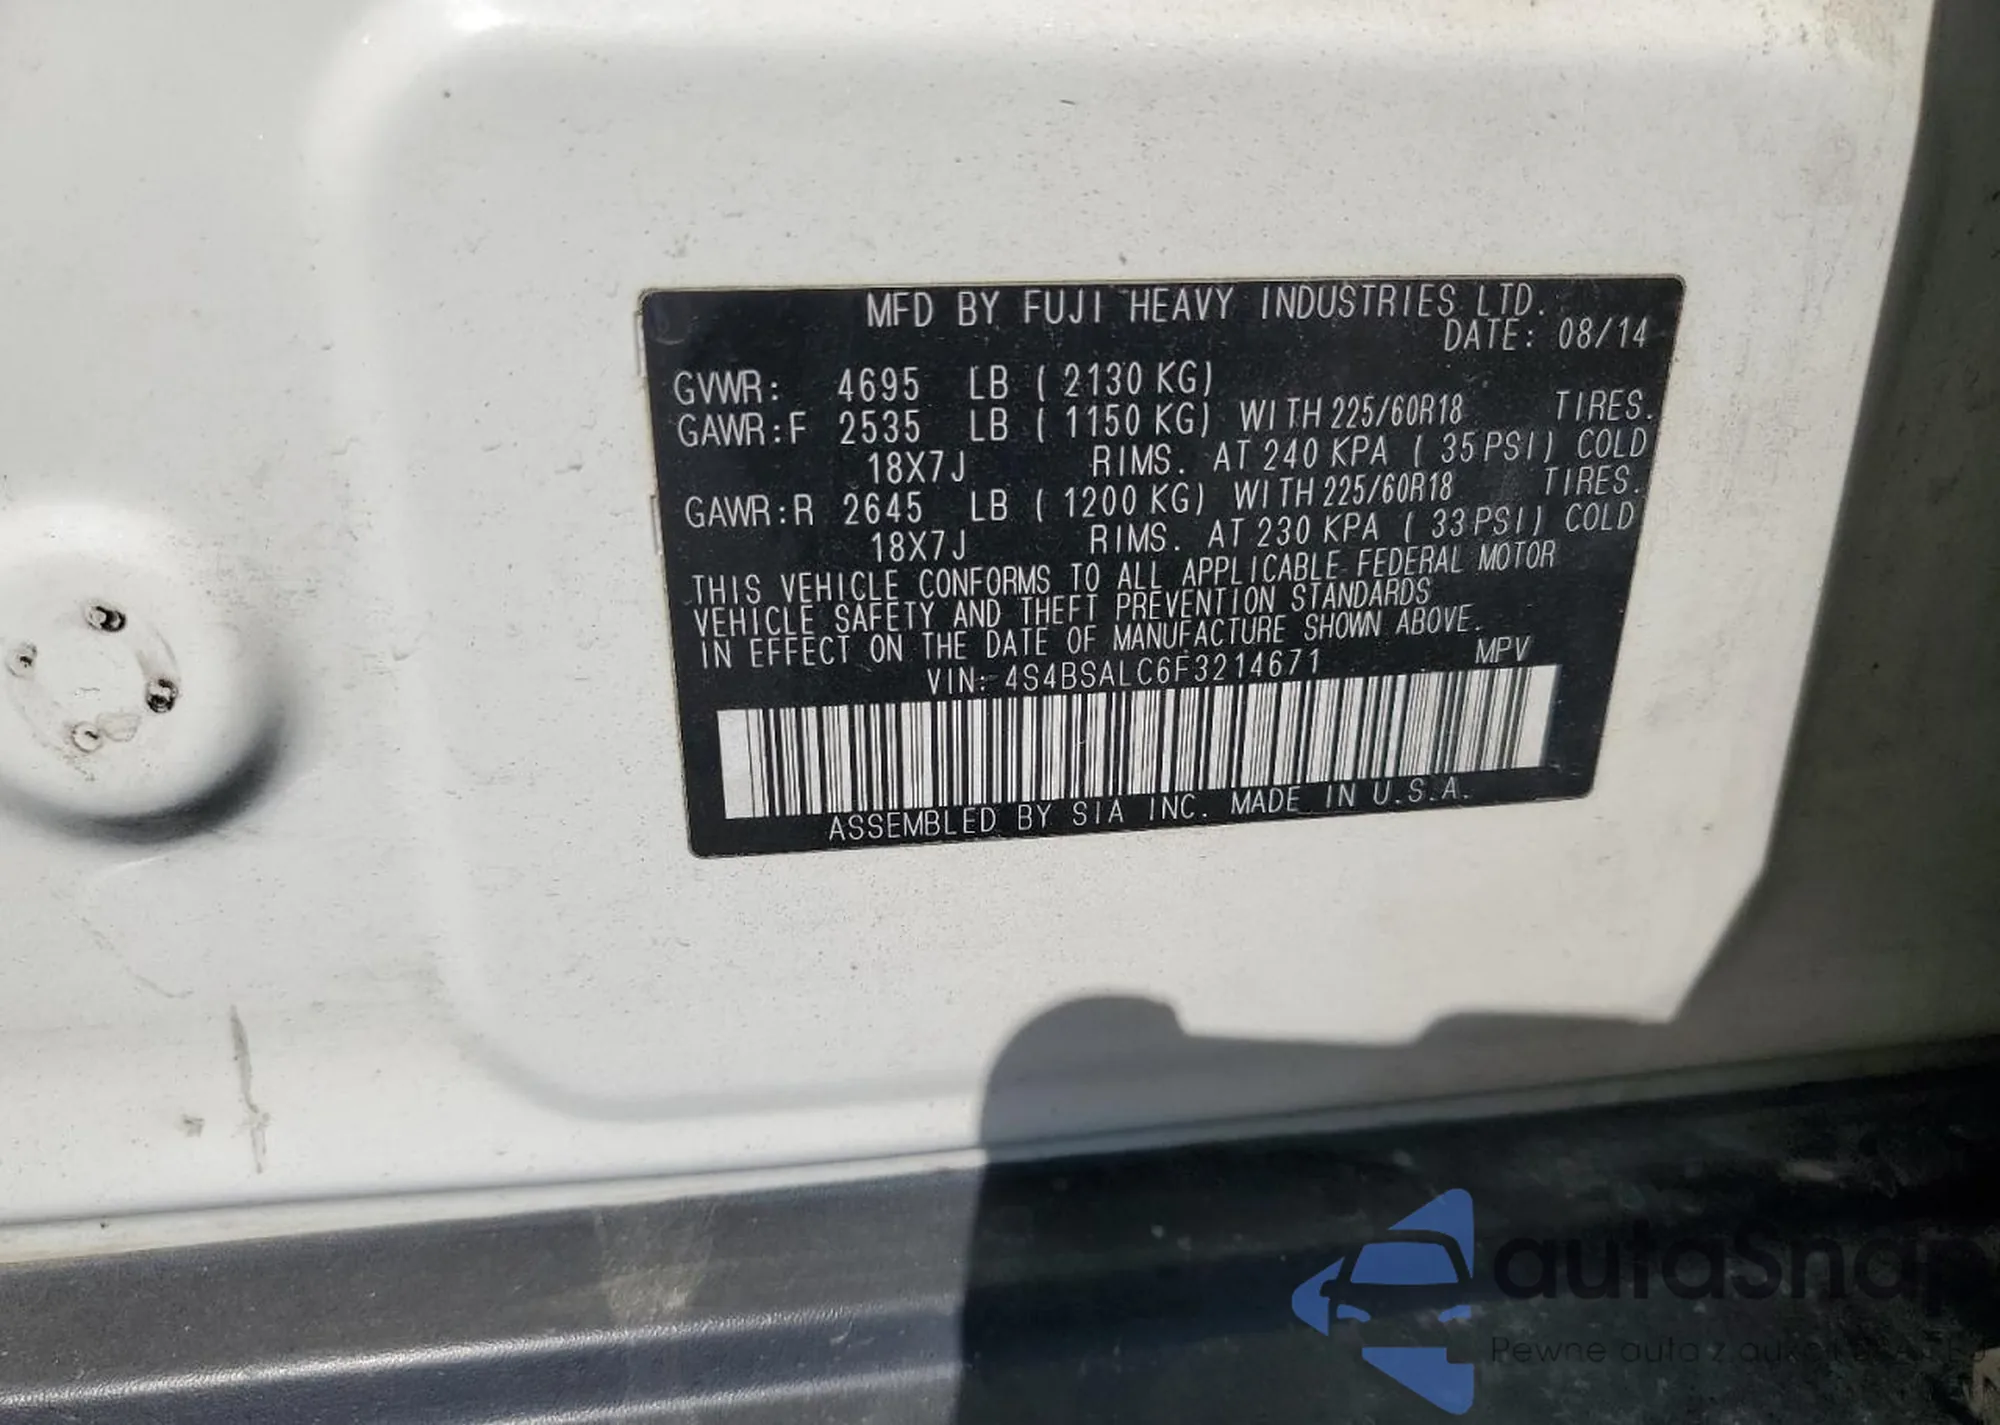 MFD BY FUJI HEAVY INDUSTRIES LTD.
DATE: 08/14
GVWR: 4695 LB ( 2130 KG)
GAWR:F 2535 LB ( 1150 KG) WITH 225/60R18 TIRES.
18X7J RIMS. AT 240 KPA ( 35 PSI) COLD
GAWR:R 2645 LB ( 1200 KG) WITH 225/60R18 TIRES.
18X7J RIMS. AT 230 KPA ( 33 PSI) COLD
THIS VEHICLE CONFORMS TO ALL APPLICABLE FEDERAL MOTOR
VEHICLE SAFETY AND THEFT PREVENTION STANDARDS
IN EFFECT ON THE DATE OF MANUFACTURE SHOWN ABOVE.
VIN: 4S4BSALC6F3214671 MPV
ASSEMBLED BY SIA INC. MADE IN U.S.A.
autaSnap
Pewne auta z